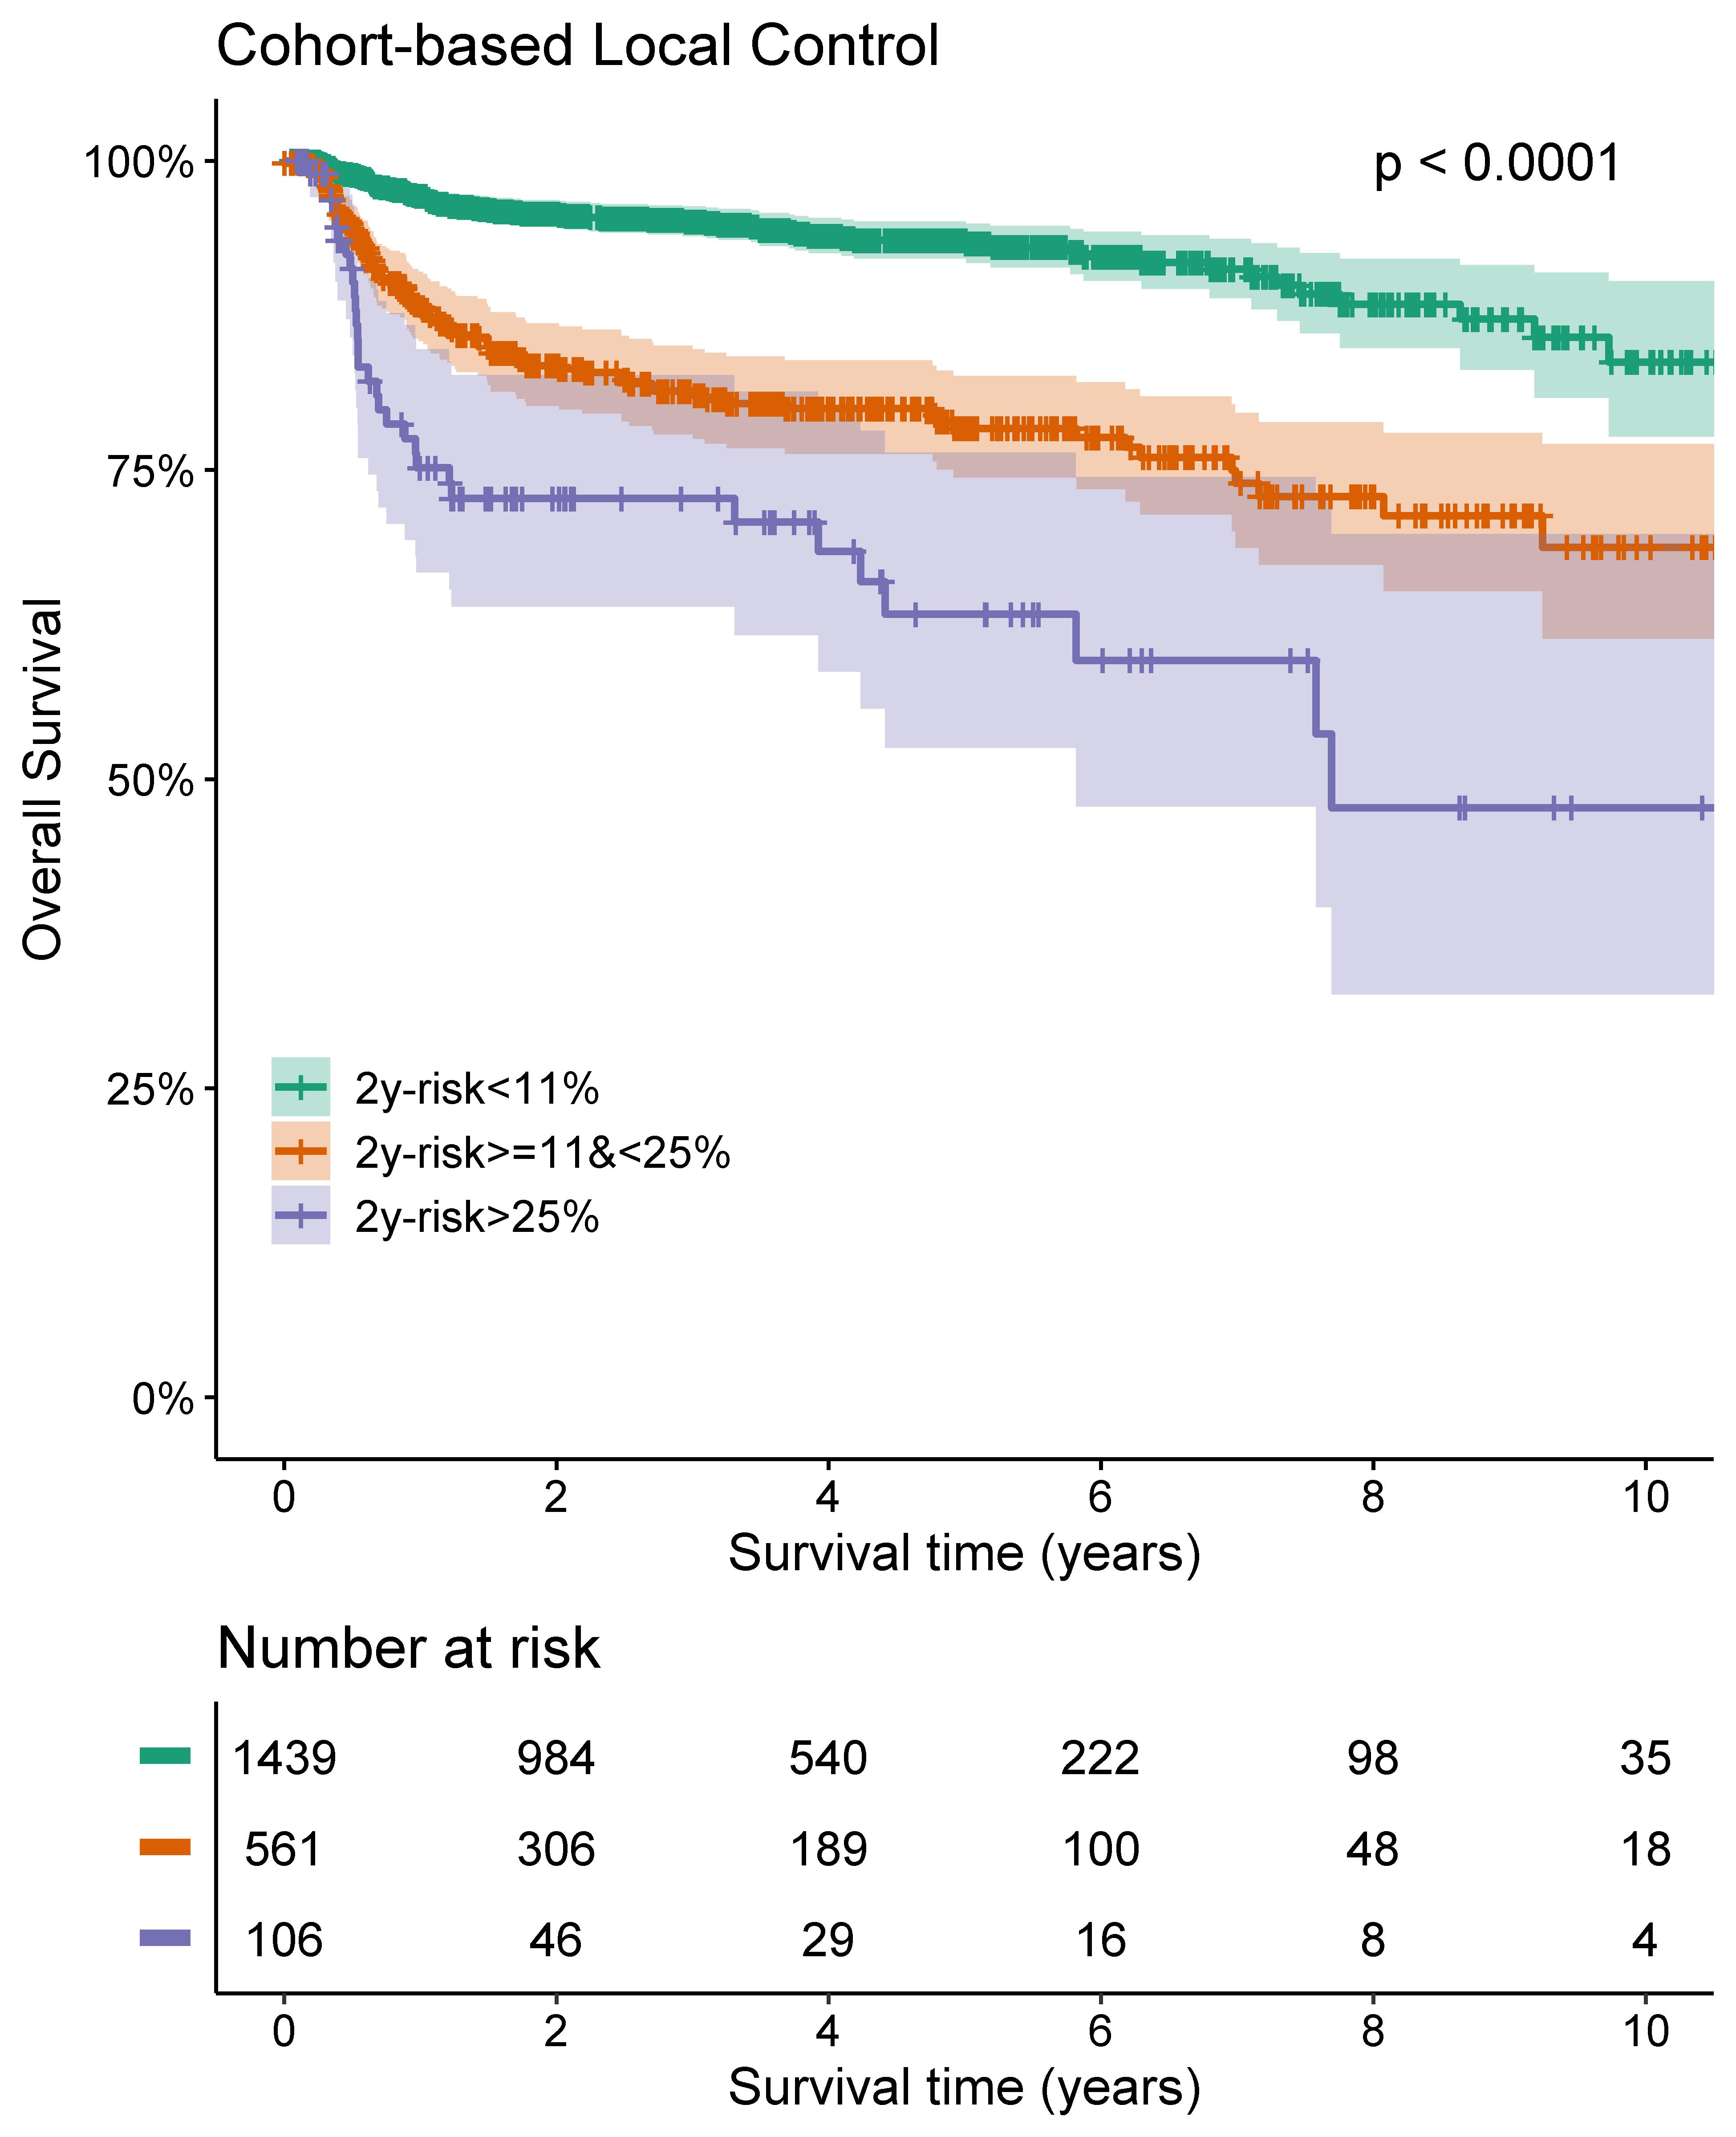 Cohort-based Local Control
p < 0.0001
100%
75%
50%
25%
0%
Overall Survival
2y-risk<11%
2y-risk>=11&<25%
2y-risk>25%
0 2 4 6 8 10
Survival time (years)
Number at risk
1439 984 540 222 98 35
561 306 189 100 48 18
106 46 29 16 8 4
0 2 4 6 8 10
Survival time (years)